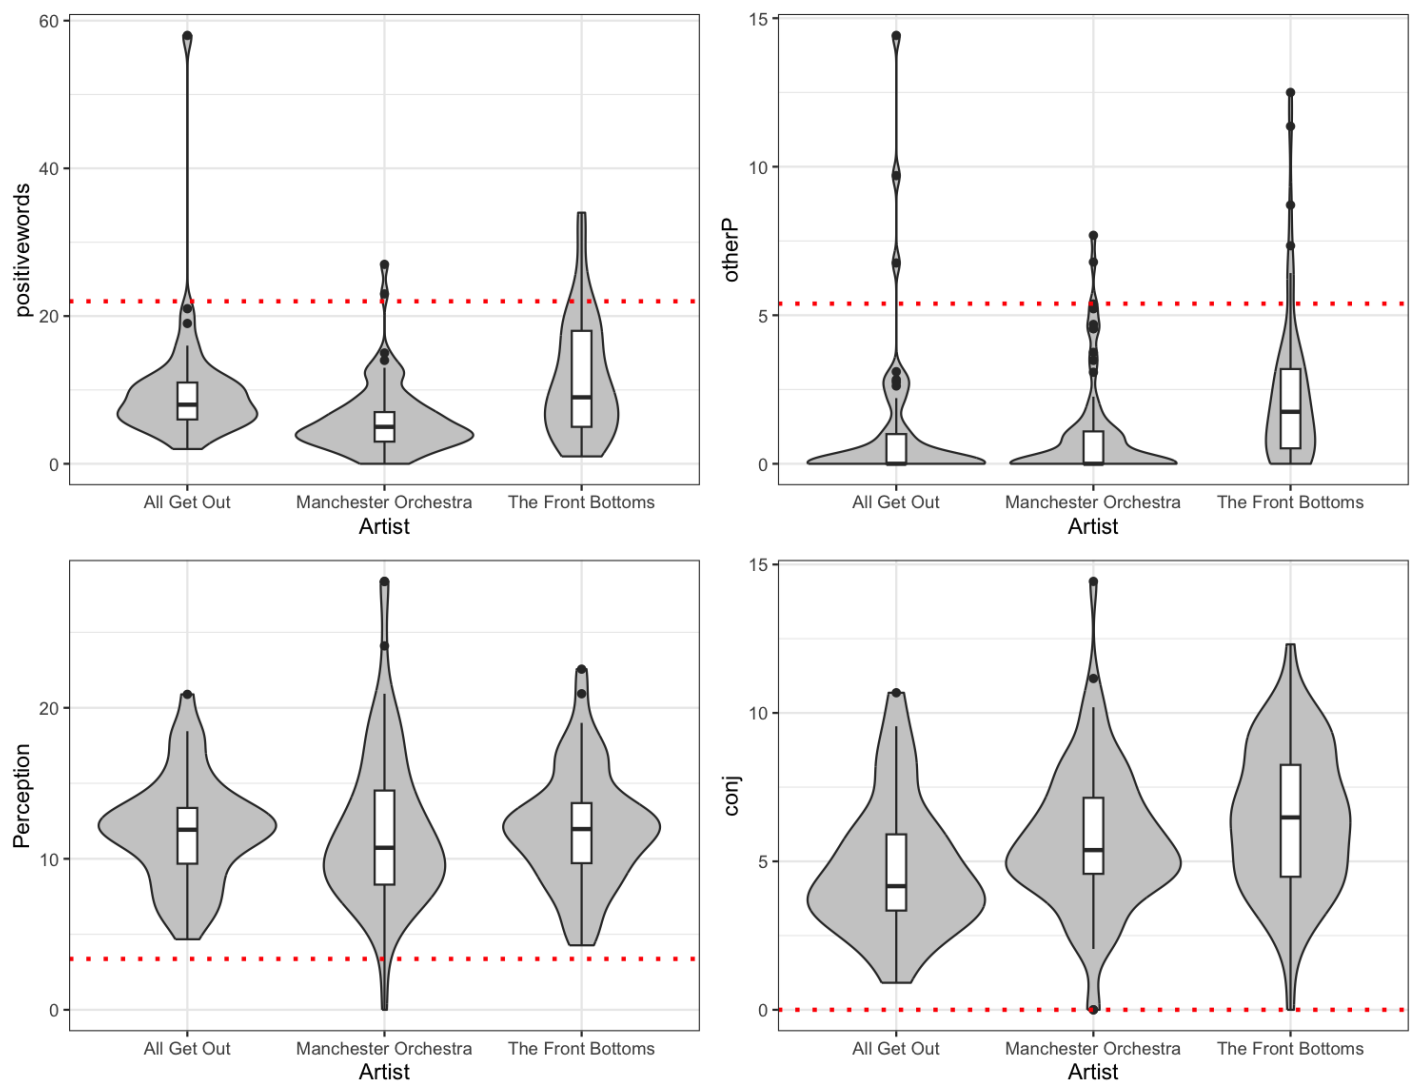 positivewords
60
40
20
0
All Get Out Manchester Orchestra The Front Bottoms
Artist
otherP
15
10
5
0
All Get Out Manchester Orchestra The Front Bottoms
Artist
Perception
20
10
0
All Get Out Manchester Orchestra The Front Bottoms
Artist
conj
15
10
5
0
All Get Out Manchester Orchestra The Front Bottoms
Artist